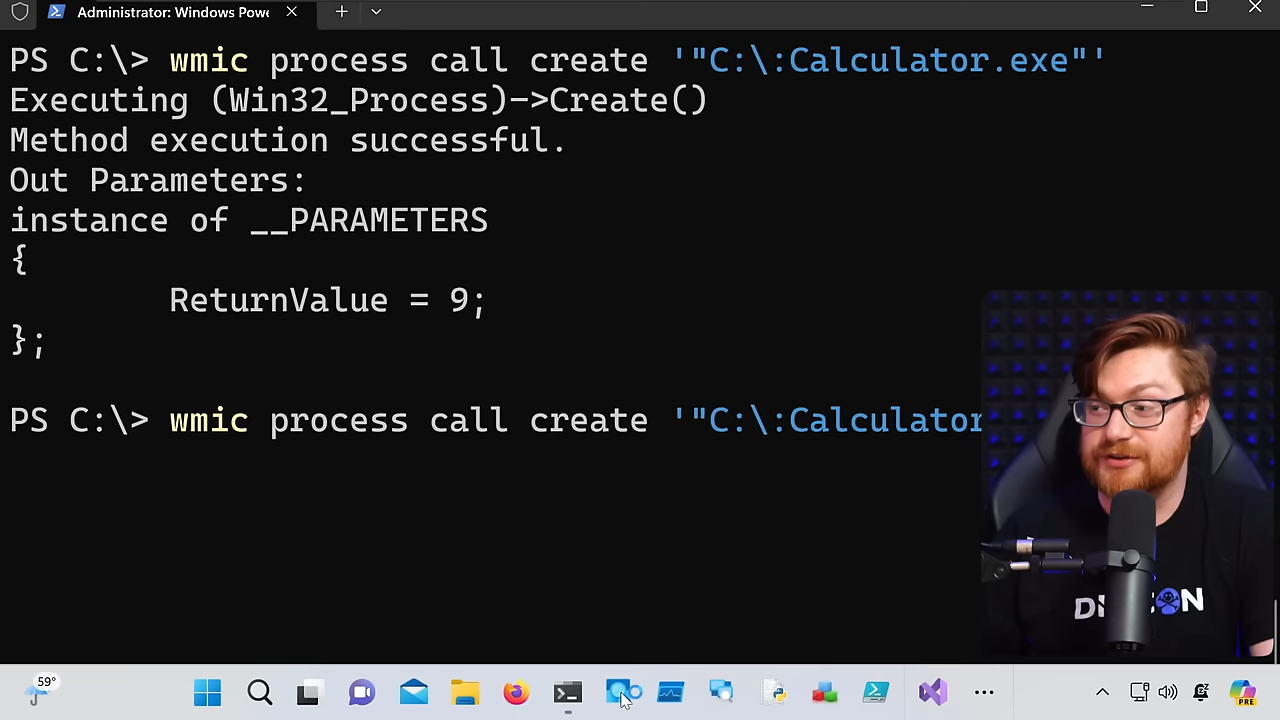 Administrator: Windows Powe
PS C:\> wmic process call create '"C:\:Calculator.exe"'
Executing (Win32_Process)->Create()
Method execution successful.
Out Parameters:
instance of __PARAMETERS
{
        ReturnValue = 9;
};
PS C:\> wmic process call create '"C:\:Calculator
59°
PRE